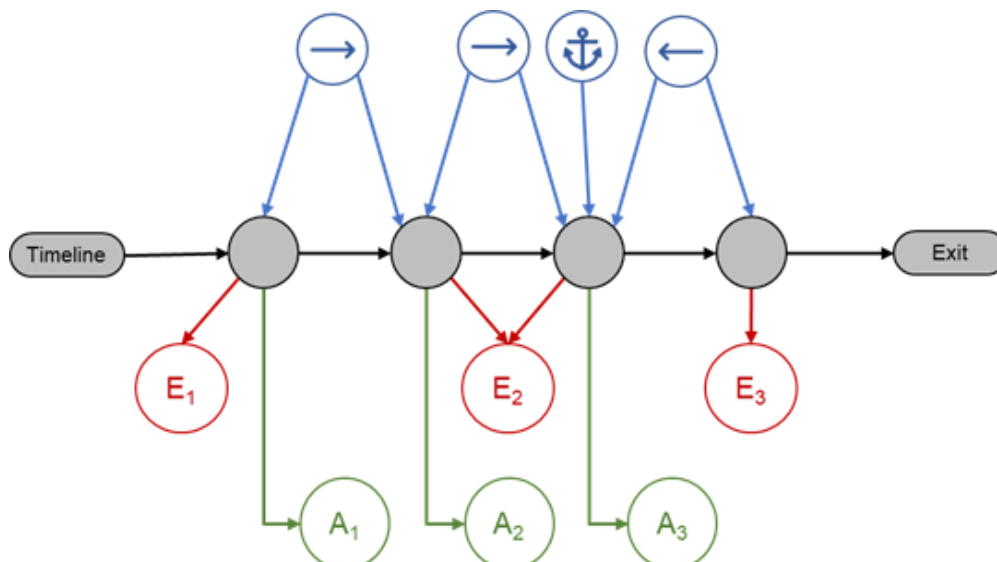 Timeline
Exit
E₁
E₂
E₃
A₁
A₂
A₃